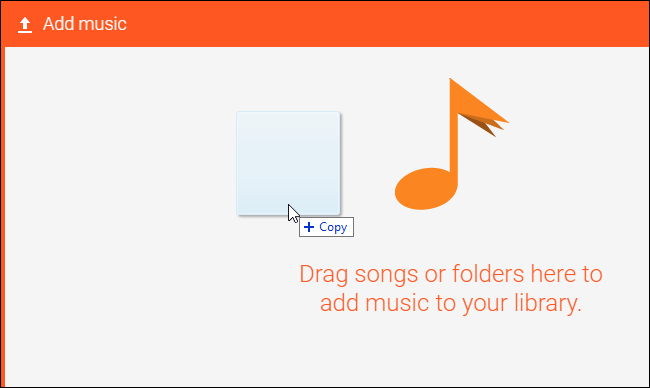 Add music
+ Copy
Drag songs or folders here to
add music to your library.